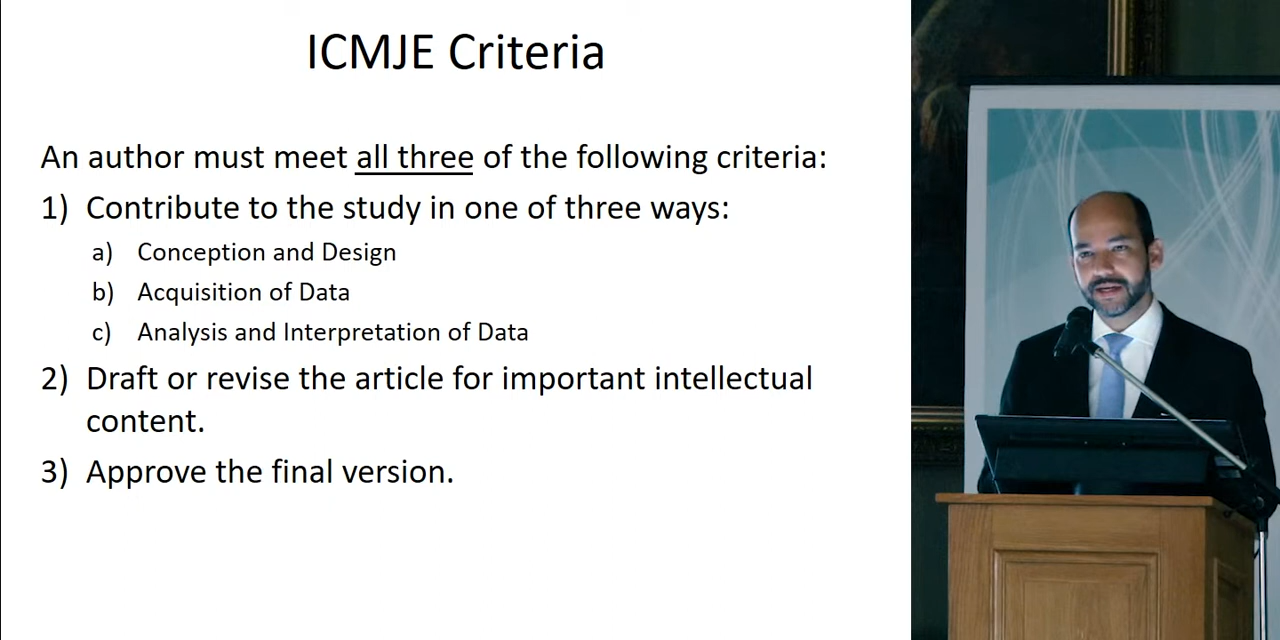 ICMJE Criteria
An author must meet all three of the following criteria:
1) Contribute to the study in one of three ways:
a) Conception and Design
b) Acquisition of Data
c) Analysis and Interpretation of Data
2) Draft or revise the article for important intellectual
content.
3) Approve the final version.